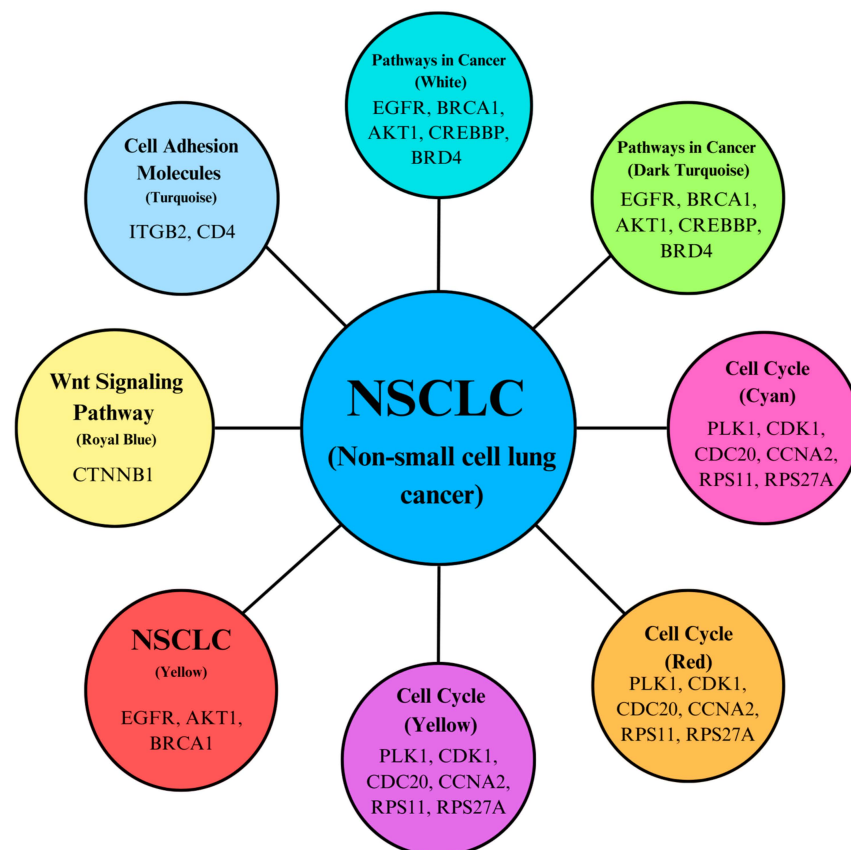 Pathways in Cancer
(White)
EGFR, BRCA1,
AKT1, CREBBP,
BRD4
Cell Adhesion
Molecules
(Turquoise)
ITGB2, CD4
Pathways in Cancer
(Dark Turquoise)
EGFR, BRCA1,
AKT1, CREBBP,
BRD4
Wnt Signaling
Pathway
(Royal Blue)
CTNNB1
NSCLC
(Non-small cell lung
cancer)
Cell Cycle
(Cyan)
PLK1, CDK1,
CDC20, CCNA2,
RPS11, RPS27A
NSCLC
(Yellow)
EGFR, AKT1,
BRCA1
Cell Cycle
(Yellow)
PLK1, CDK1,
CDC20, CCNA2,
RPS11, RPS27A
Cell Cycle
(Red)
PLK1, CDK1,
CDC20, CCNA2,
RPS11, RPS27A